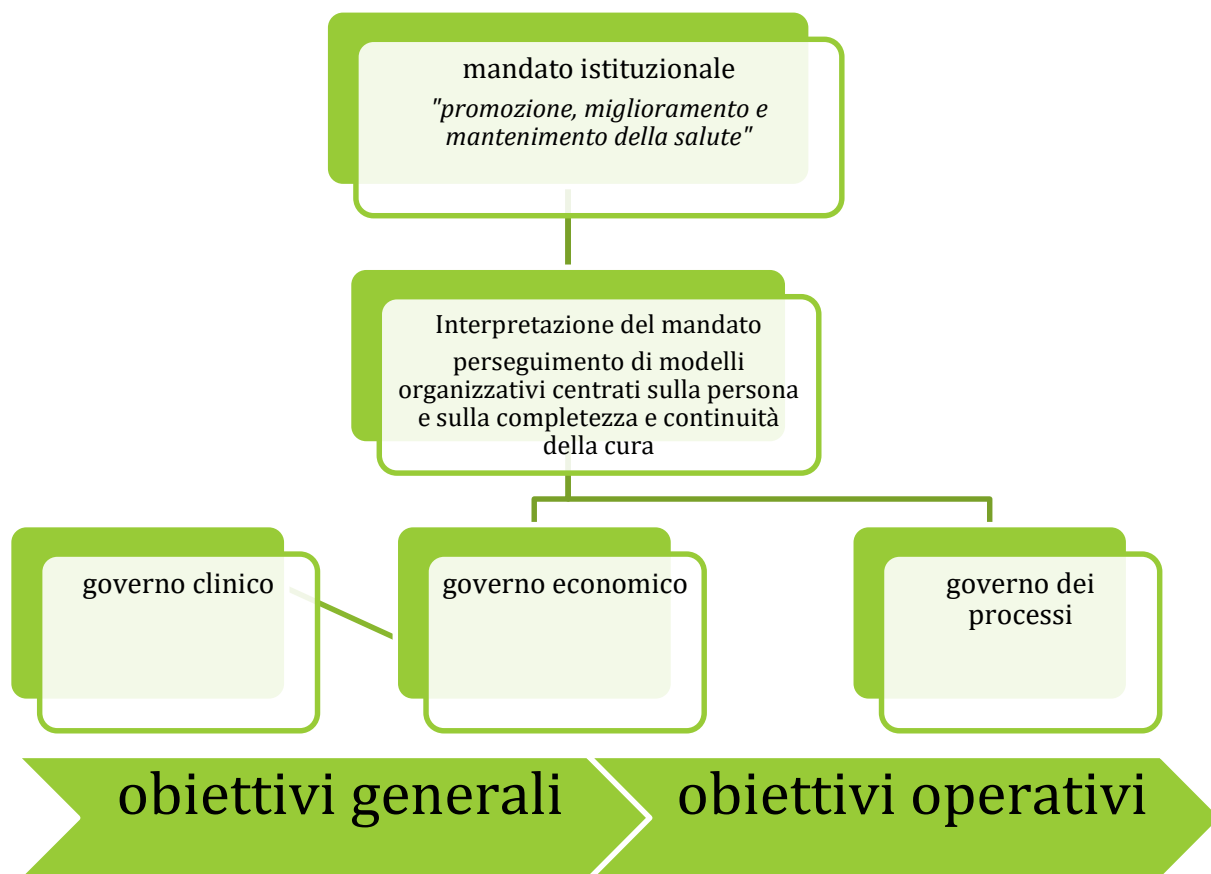 mandato istituzionale
"promozione, miglioramento e
mantenimento della salute"
Interpretazione del mandato
perseguimento di modelli
organizzativi centrati sulla persona
e sulla completezza e continuità
della cura
governo clinico
governo economico
governo dei
processi
obiettivi generali
obiettivi operativi